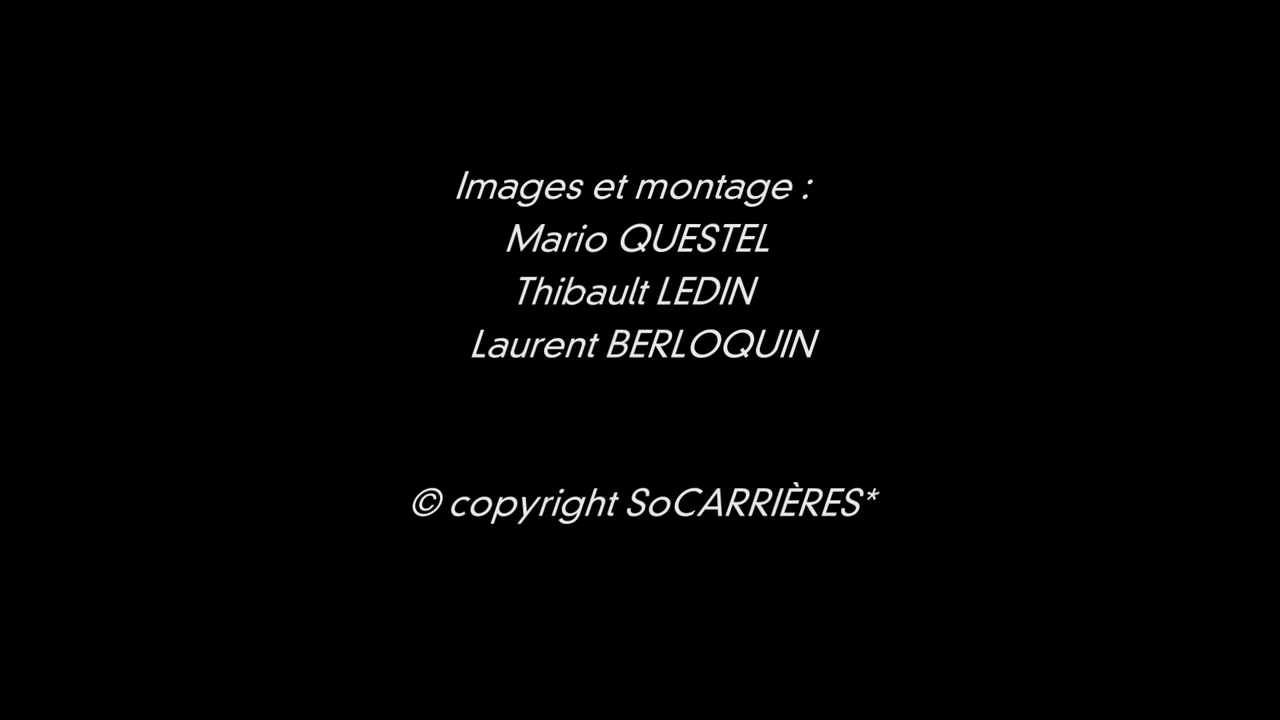 Images et montage :
Mario QUESTEL
Thibault LEDIN
Laurent BERLOQUIN
© copyright SoCARRIÈRES*